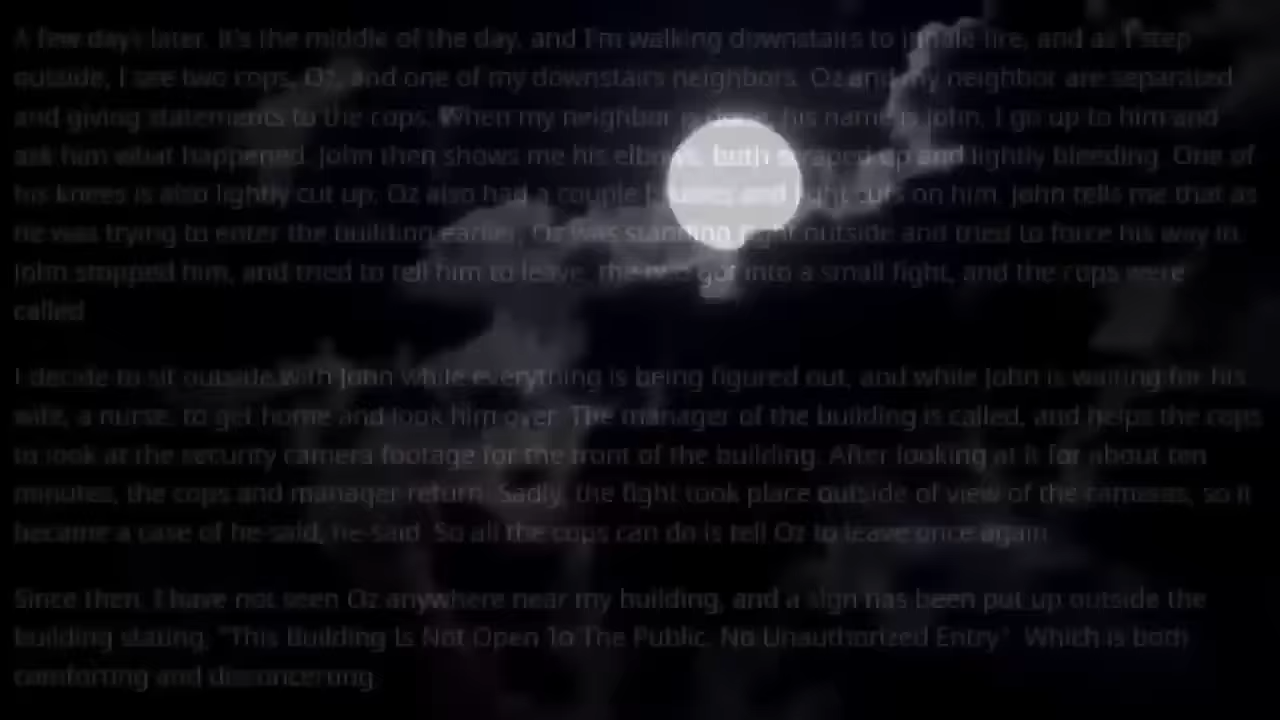 A few days later. It's the middle of the day, and I'm walking downstairs to inhale fire, and as I step
outside, I see two cops, Oz, and one of my downstairs neighbors. Oz and my neighbor are separated
and giving statements to the cops. When my neighbor his name is John, I go up to him and
ask him what happened. John then shows me his elbows, both scraped up and lightly bleeding. One of
his knees is also lightly cut up. Oz also had a couple bruises and light cuts on him. John tells me that as
he was trying to enter the building earlier, Oz was standing right outside and tried to force his way in.
John stopped him, and tried to tell him to leave, the two got into a small fight, and the cops were
called.
I decide to sit outside with John while everything is being figured out, and while John is waiting for his
wife, a nurse, to get home and look him over. The manager of the building is called, and helps the cops
to look at the security camera footage for the front of the building. After looking at it for about ten
minutes, the cops and manager return. Sadly, the fight took place outside of view of the cameras, so it
became a case of he-said, he-said. So all the cops can do is tell Oz to leave once again.
Since then, I have not seen Oz anywhere near my building, and a sign has been put up outside the
building stating, "This Building Is Not Open To The Public. No Unauthorized Entry". Which is both
comforting and disconcerting.